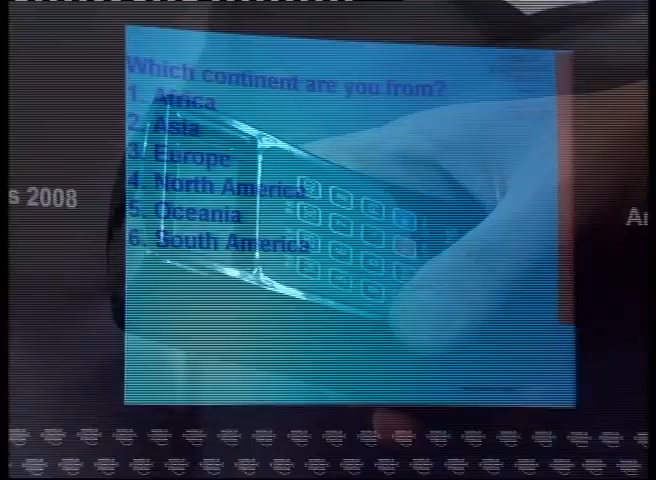 Which continent are you from?
1. Africa
2. Asia
3. Europe
4. North America
5. Oceania
6. South America
s 2008